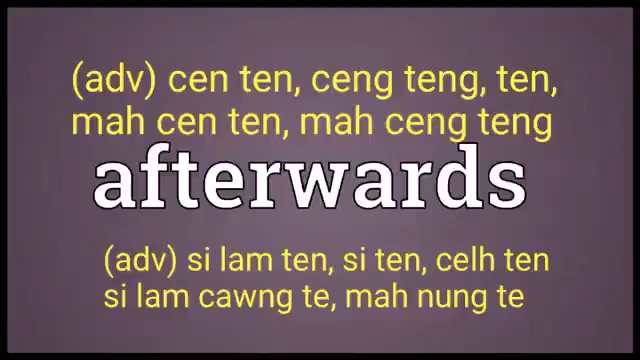 (adv) cen ten, ceng teng, ten,
mah cen ten, mah ceng teng
afterwards
(adv) si lam ten, si ten, celh ten
si lam cawng te, mah nung te